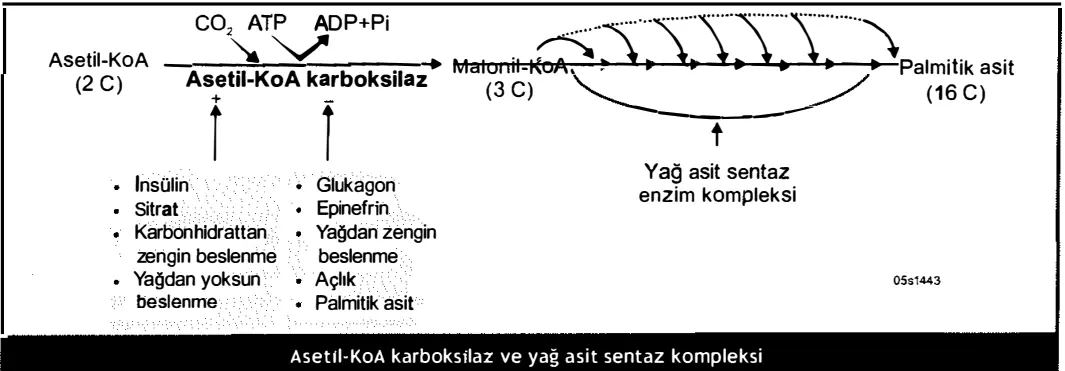 CO₂ ATP ADP+Pi
Asetil-KoA
(2 C)
Asetil-KoA karboksilaz
+ –
Malonil-KoA
(3 C)
Palmitik asit
(16 C)
Yağ asit sentaz
enzim kompleksi
• İnsülin
• Sitrat
• Karbonhidrattan
zengin beslenme
• Yağdan yoksun
beslenme
• Glukagon
• Epinefrin
• Yağdan zengin
beslenme
• Açlık
• Palmitik asit
05s1443
Asetil-KoA karboksilaz ve yağ asit sentaz kompleksi